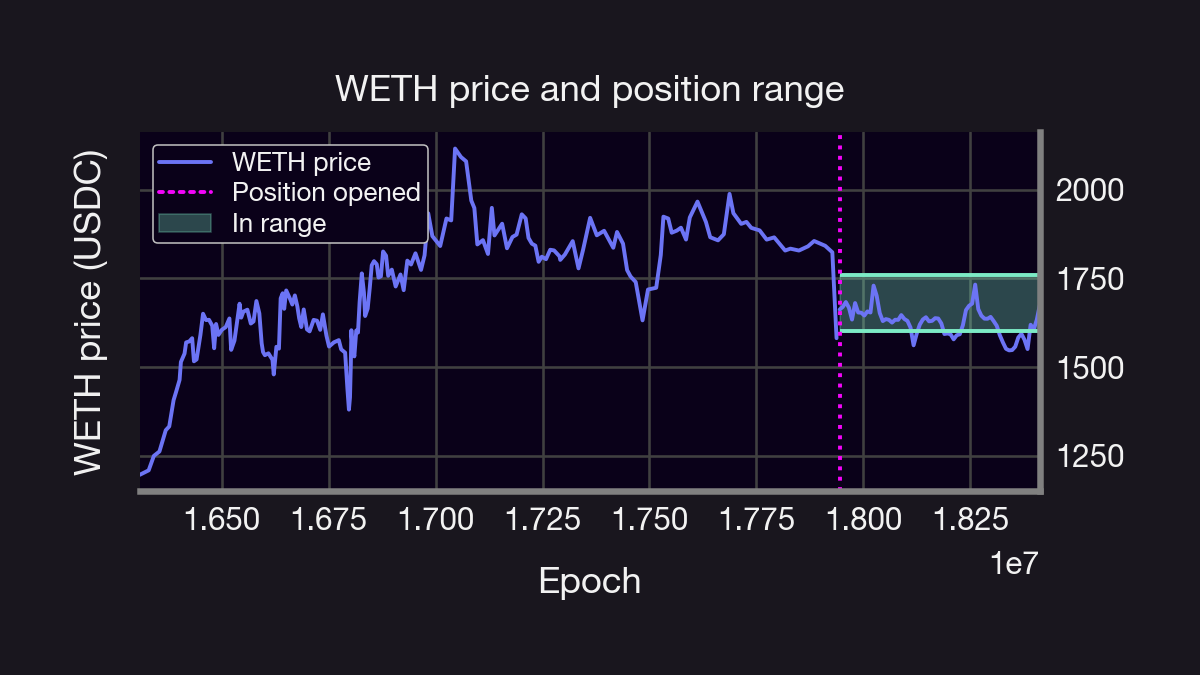 WETH price and position range
WETH price (USDC)
WETH price
Position opened
In range
2000
1750
1500
1250
1.650 1.675 1.700 1.725 1.750 1.775 1.800 1.825
1e7
Epoch